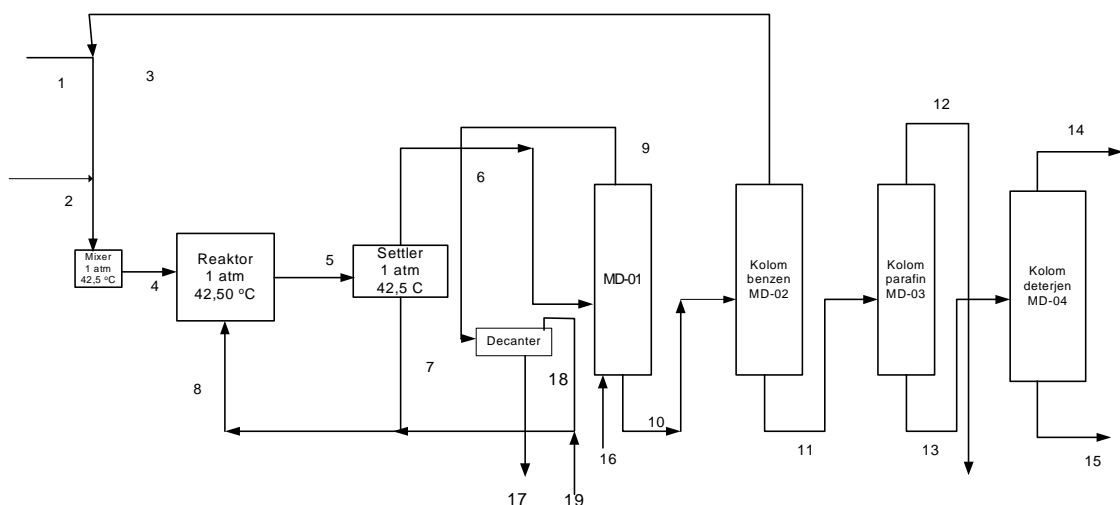 1
3
2
Mixer
1 atm
42,5 ºC
4
Reaktor
1 atm
42,50 ºC
5
Settler
1 atm
42,5 C
6
7
8
9
Decanter
18
17
19
MD-01
16
10
Kolom
benzen
MD-02
11
12
Kolom
parafin
MD-03
13
14
Kolom
deterjen
MD-04
15